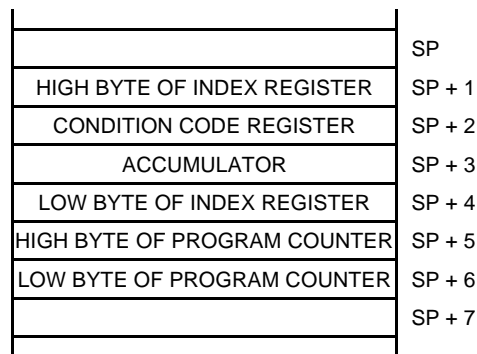 SP
HIGH BYTE OF INDEX REGISTER SP + 1
CONDITION CODE REGISTER SP + 2
ACCUMULATOR SP + 3
LOW BYTE OF INDEX REGISTER SP + 4
HIGH BYTE OF PROGRAM COUNTER SP + 5
LOW BYTE OF PROGRAM COUNTER SP + 6
SP + 7